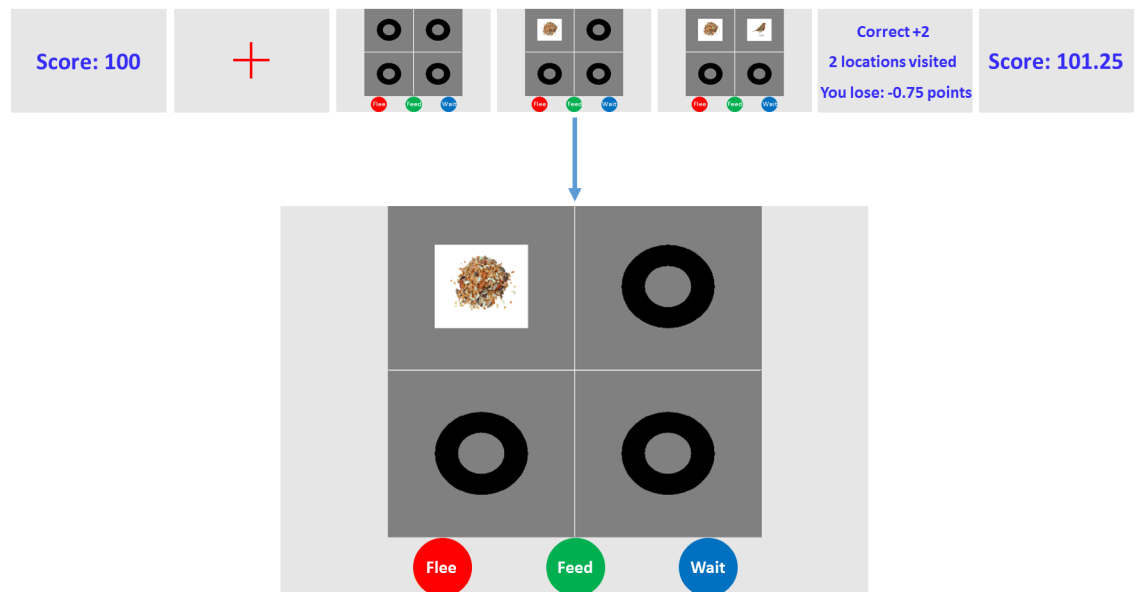 Score: 100
Flee Feed Wait
Flee Feed Wait
Flee Feed Wait
Correct +2
2 locations visited
You lose: -0.75 points
Score: 101.25
Flee Feed Wait